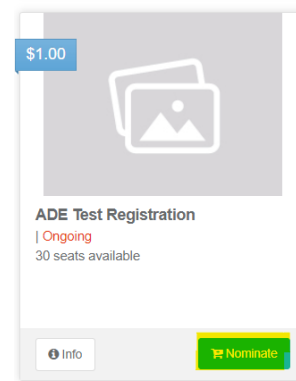 $1.00
ADE Test Registration
| Ongoing
30 seats available
Info
Nominate